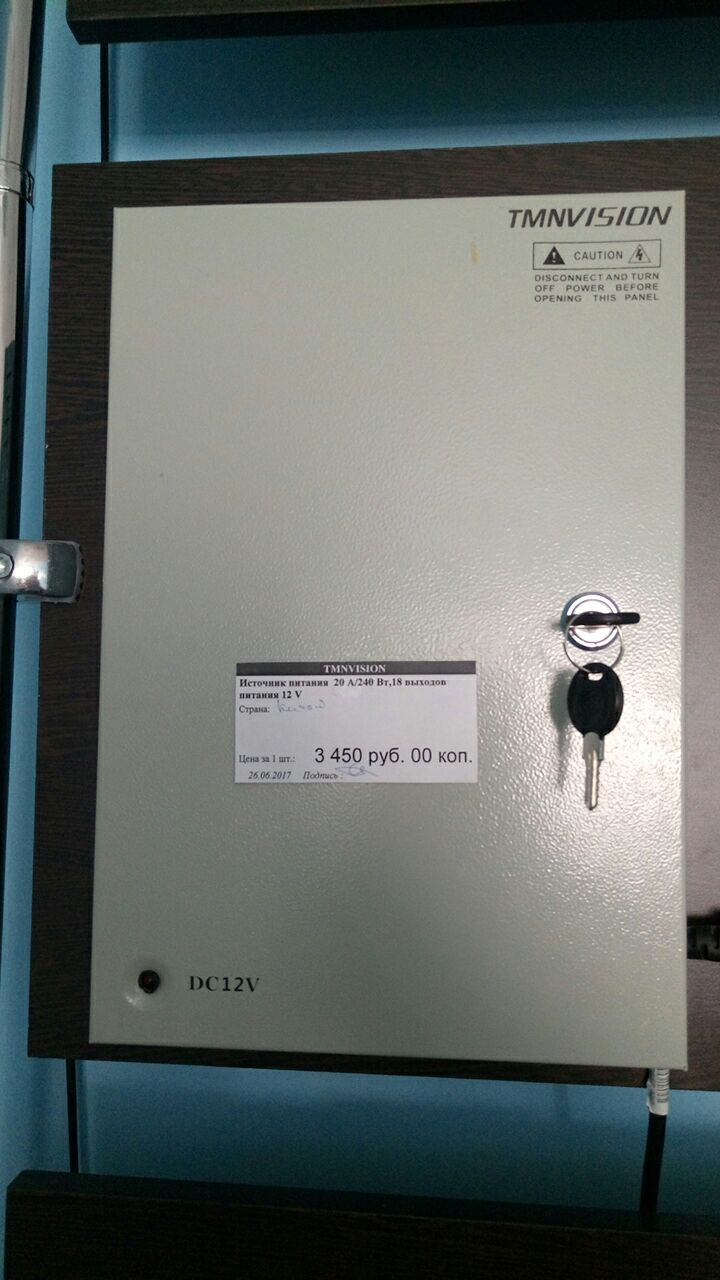 TMNVISION
CAUTION
DISCONNECT AND TURN
OFF POWER BEFORE
OPENING THIS PANEL
TMNVISION
Источник питания 20 А/240 Вт,18 выходов
питания 12 V
Страна: Китай
Цена за 1 шт.: 3 450 руб. 00 коп.
26.06.2017 Подпись:
DC12V